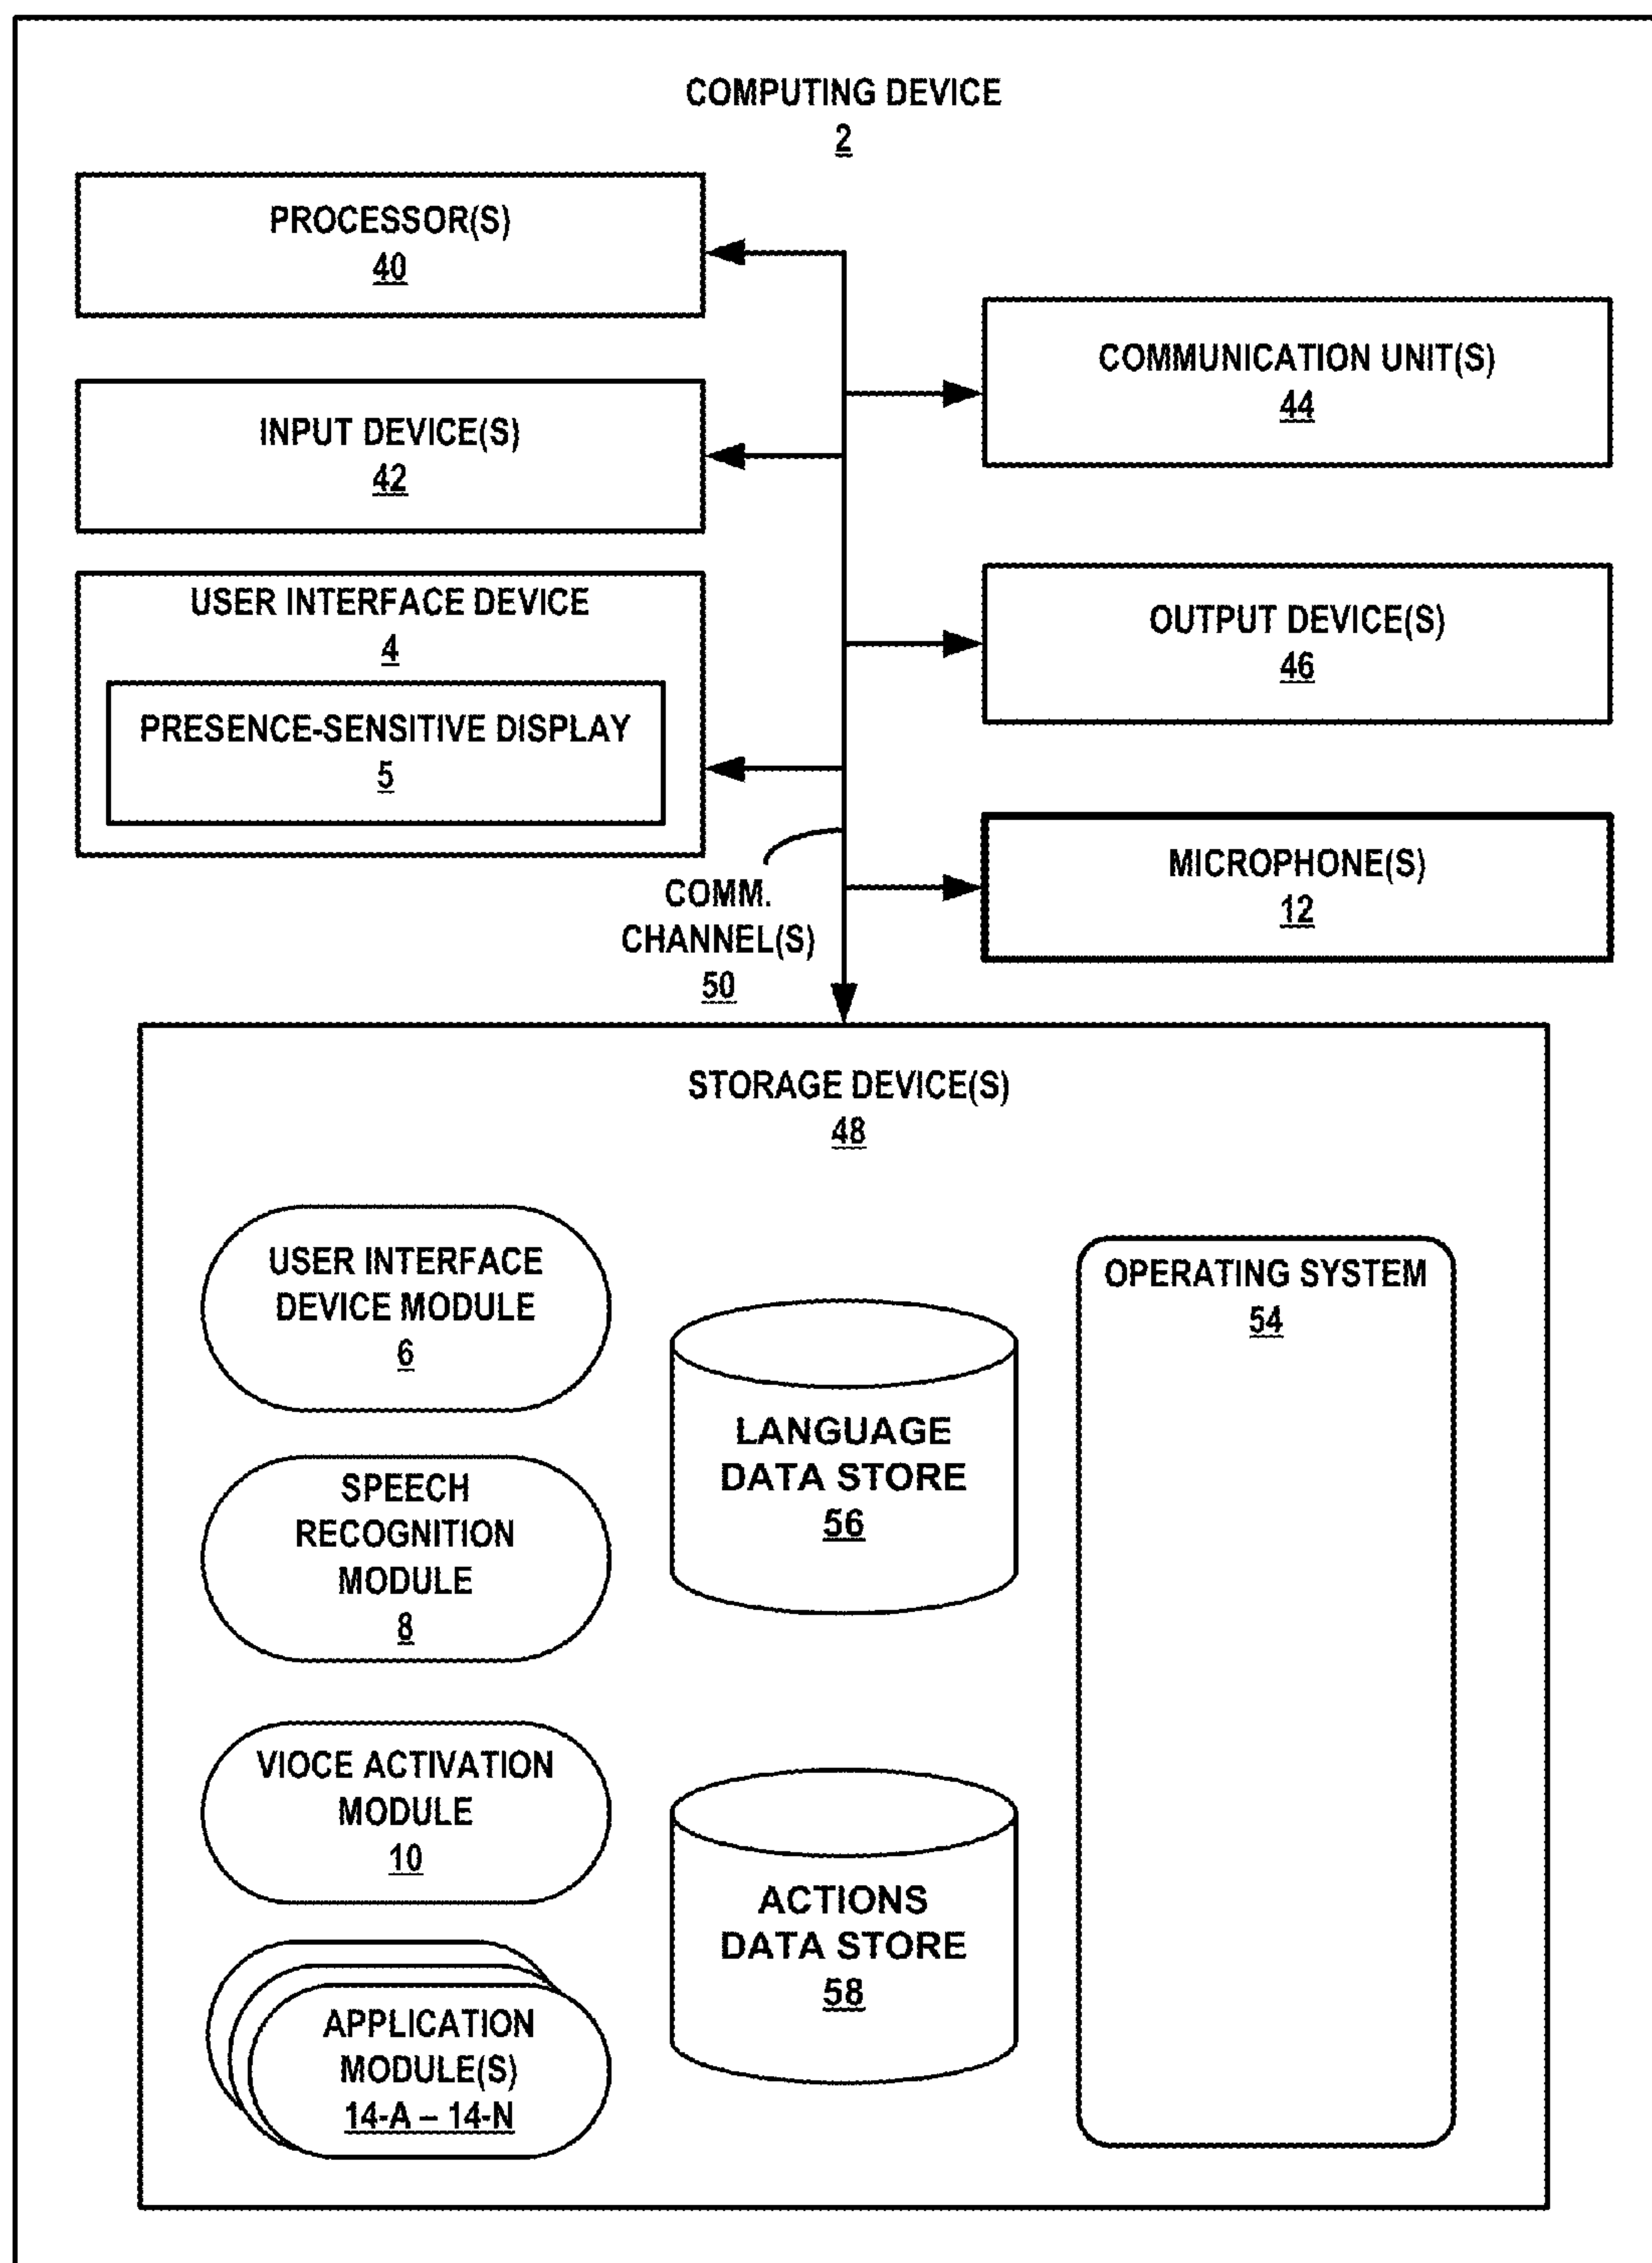 COMPUTING DEVICE
2
PROCESSOR(S)
40
INPUT DEVICE(S)
42
USER INTERFACE DEVICE
4
PRESENCE-SENSITIVE DISPLAY
5
COMMUNICATION UNIT(S)
44
OUTPUT DEVICE(S)
46
MICROPHONE(S)
12
COMM.
CHANNEL(S)
50
STORAGE DEVICE(S)
48
USER INTERFACE
DEVICE MODULE
6
SPEECH
RECOGNITION
MODULE
8
VIOCE ACTIVATION
MODULE
10
APPLICATION
MODULE(S)
14-A – 14-N
LANGUAGE
DATA STORE
56
ACTIONS
DATA STORE
58
OPERATING SYSTEM
54